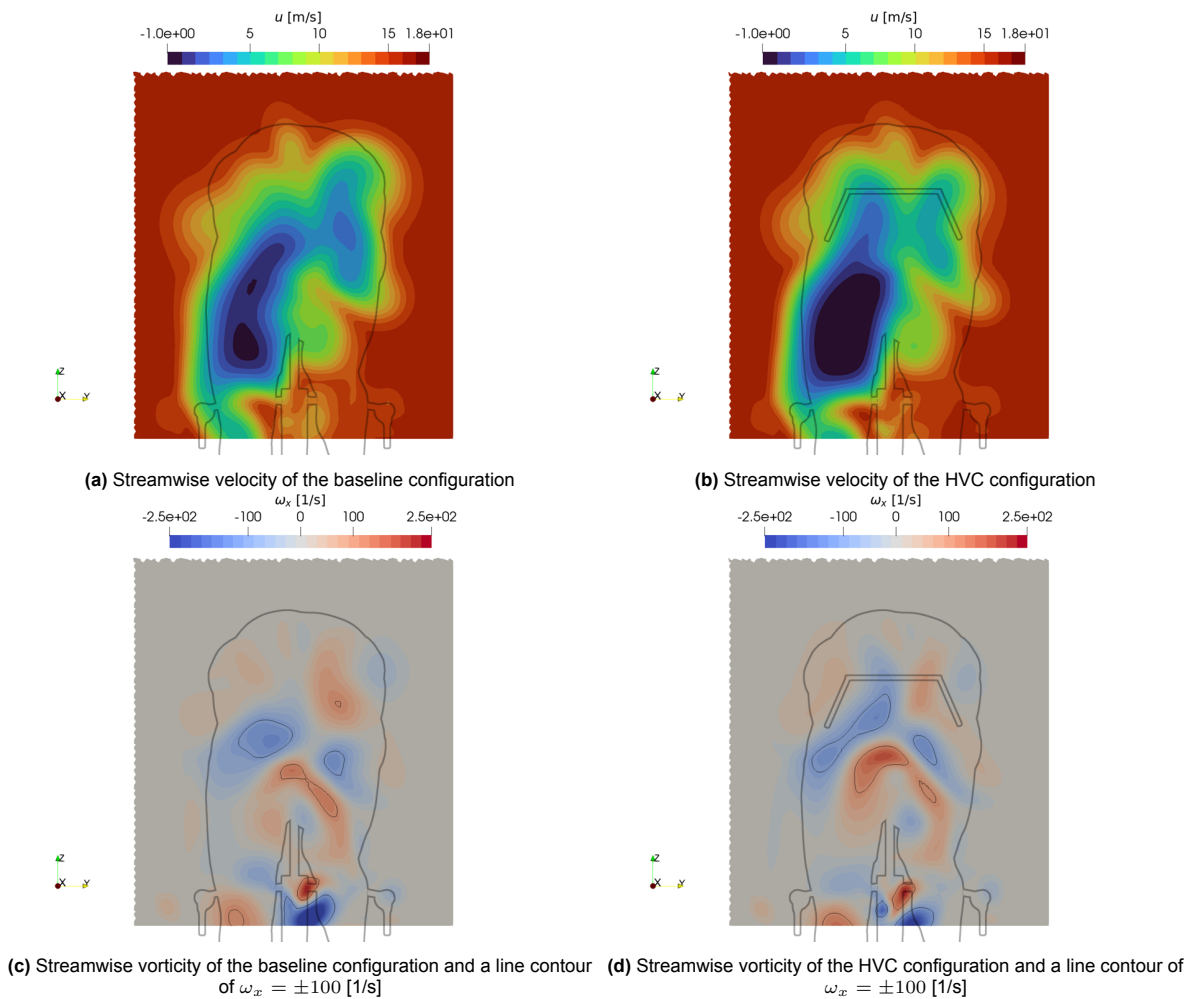 u [m/s]
-1.0e+00 5 10 15 1.8e+01
Z
X Y
(a) Streamwise velocity of the baseline configuration
u [m/s]
-1.0e+00 5 10 15 1.8e+01
Z
X Y
(b) Streamwise velocity of the HVC configuration
ωx [1/s]
-2.5e+02 -100 0 100 2.5e+02
Z
X Y
(c) Streamwise vorticity of the baseline configuration and a line contour
of ωx = ±100 [1/s]
ωx [1/s]
-2.5e+02 -100 0 100 2.5e+02
Z
X Y
(d) Streamwise vorticity of the HVC configuration and a line contour of
ωx = ±100 [1/s]